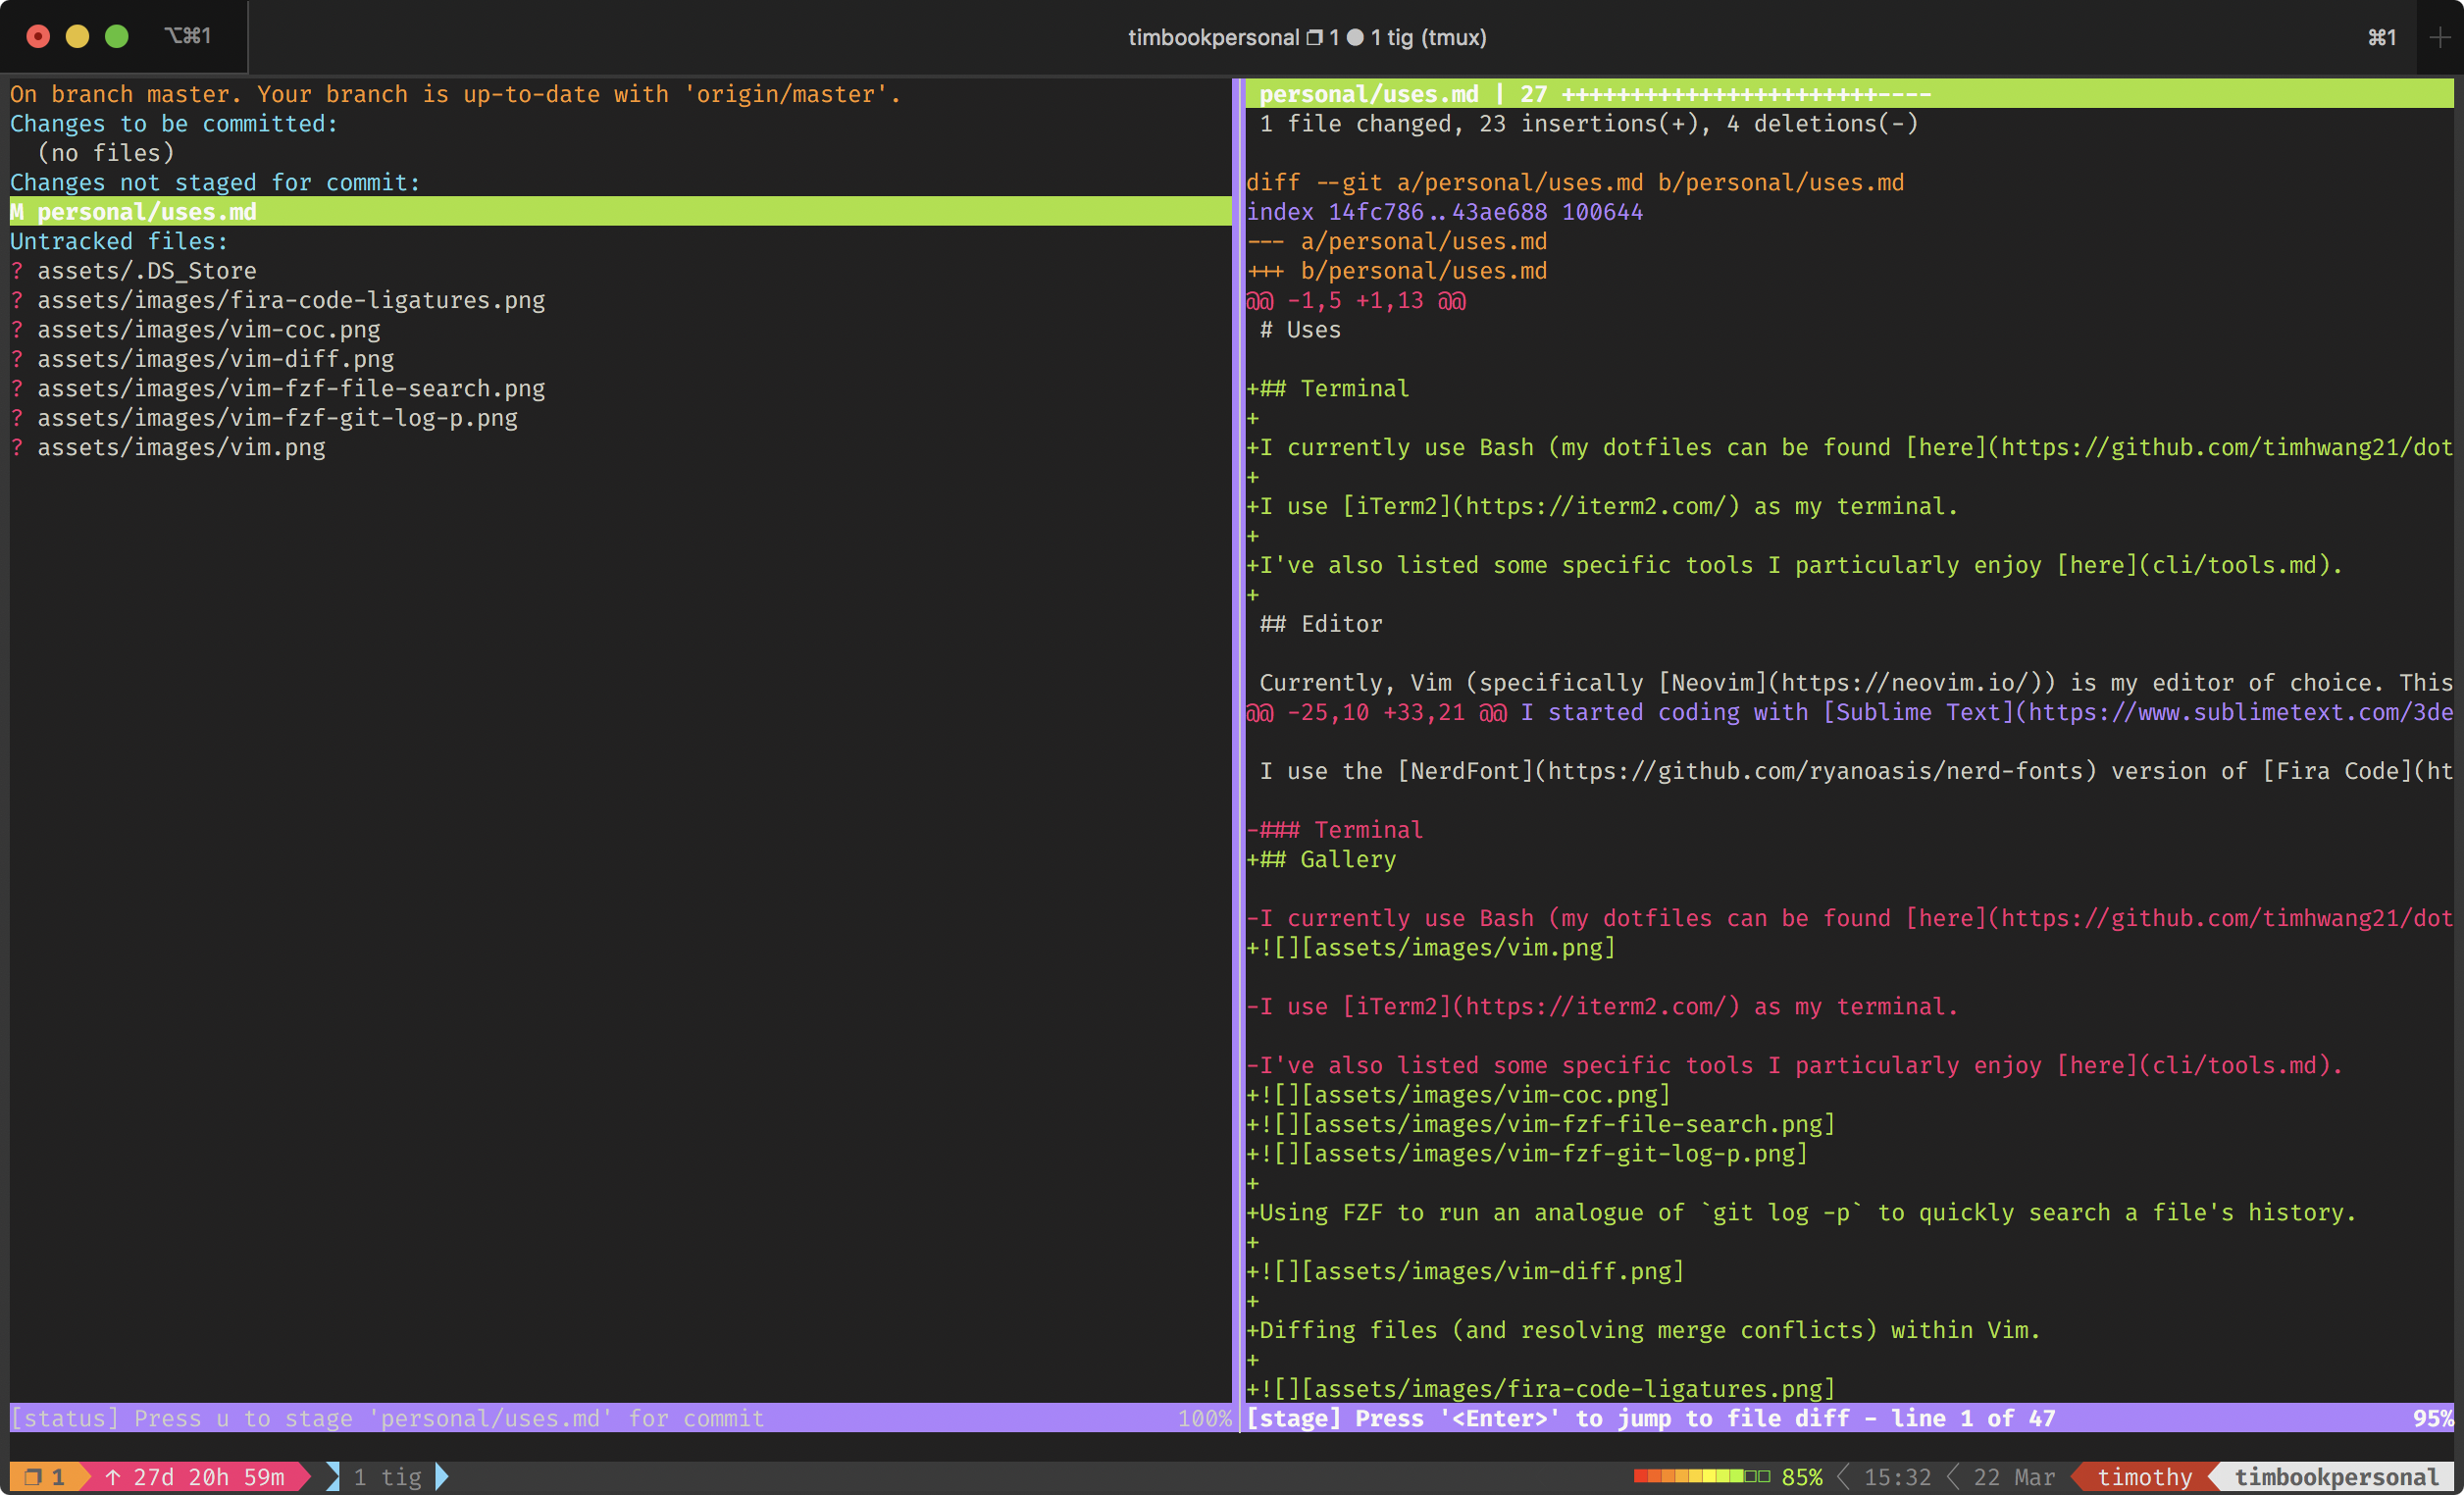 ⌥⌘1
timbookpersonal ❐ 1 ● 1 tig (tmux)
⌘1
On branch master. Your branch is up-to-date with 'origin/master'.
Changes to be committed:
  (no files)
Changes not staged for commit:
M personal/uses.md
Untracked files:
? assets/.DS_Store
? assets/images/fira-code-ligatures.png
? assets/images/vim-coc.png
? assets/images/vim-diff.png
? assets/images/vim-fzf-file-search.png
? assets/images/vim-fzf-git-log-p.png
? assets/images/vim.png
[status] Press u to stage 'personal/uses.md' for commit 100%
 personal/uses.md | 27 +++++++++++++++++++++++----
 1 file changed, 23 insertions(+), 4 deletions(-)
diff --git a/personal/uses.md b/personal/uses.md
index 14fc786..43ae688 100644
--- a/personal/uses.md
+++ b/personal/uses.md
@@ -1,5 +1,13 @@
 # Uses
+## Terminal
+
+I currently use Bash (my dotfiles can be found [here](https://github.com/timhwang21/dot
+
+I use [iTerm2](https://iterm2.com/) as my terminal.
+
+I've also listed some specific tools I particularly enjoy [here](cli/tools.md).
+
 ## Editor
 Currently, Vim (specifically [Neovim](https://neovim.io/)) is my editor of choice. This
@@ -25,10 +33,21 @@ I started coding with [Sublime Text](https://www.sublimetext.com/3de
 I use the [NerdFont](https://github.com/ryanoasis/nerd-fonts) version of [Fira Code](ht
-### Terminal
+## Gallery
-I currently use Bash (my dotfiles can be found [here](https://github.com/timhwang21/dot
+![][assets/images/vim.png]
-I use [iTerm2](https://iterm2.com/) as my terminal.
-I've also listed some specific tools I particularly enjoy [here](cli/tools.md).
+![][assets/images/vim-coc.png]
+![][assets/images/vim-fzf-file-search.png]
+![][assets/images/vim-fzf-git-log-p.png]
+
+Using FZF to run an analogue of `git log -p` to quickly search a file's history.
+
+![][assets/images/vim-diff.png]
+
+Diffing files (and resolving merge conflicts) within Vim.
+
+![][assets/images/fira-code-ligatures.png]
[stage] Press '<Enter>' to jump to file diff - line 1 of 47 95%
❐ 1 ↑ 27d 20h 59m 1 tig 85% 15:32 22 Mar timothy timbookpersonal